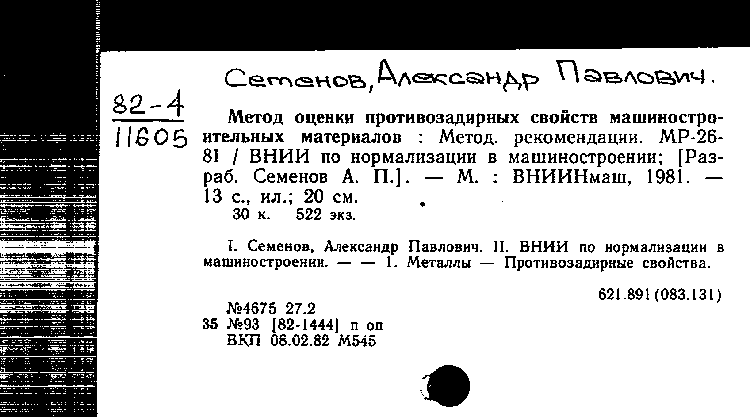 Семенов, Александр Павлович.
82-4
11605
Метод оценки противозадирных свойств машиностро-
ительных материалов : Метод. рекомендации. МР-26-
81 / ВНИИ по нормализации в машиностроении; [Раз-
раб. Семенов А. П.]. — М. : ВНИИНмаш, 1981. —
13 с., ил.; 20 см.
30 к. 522 экз.
I. Семенов, Александр Павлович. II. ВНИИ по нормализации в
машиностроении. — — 1. Металлы — Противозадирные свойства.
621.891(083.131)
№4675 27.2
35 №93 [82-1444] п оп
ВКП 08.02.82 М545